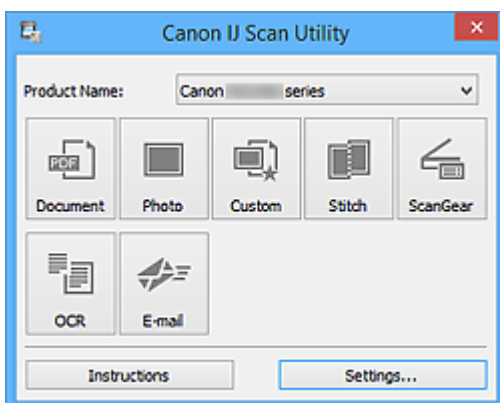 Canon IJ Scan Utility
Product Name: Canon series
PDF
Document Photo Custom Stitch ScanGear
OCR E-mail
Instructions Settings...